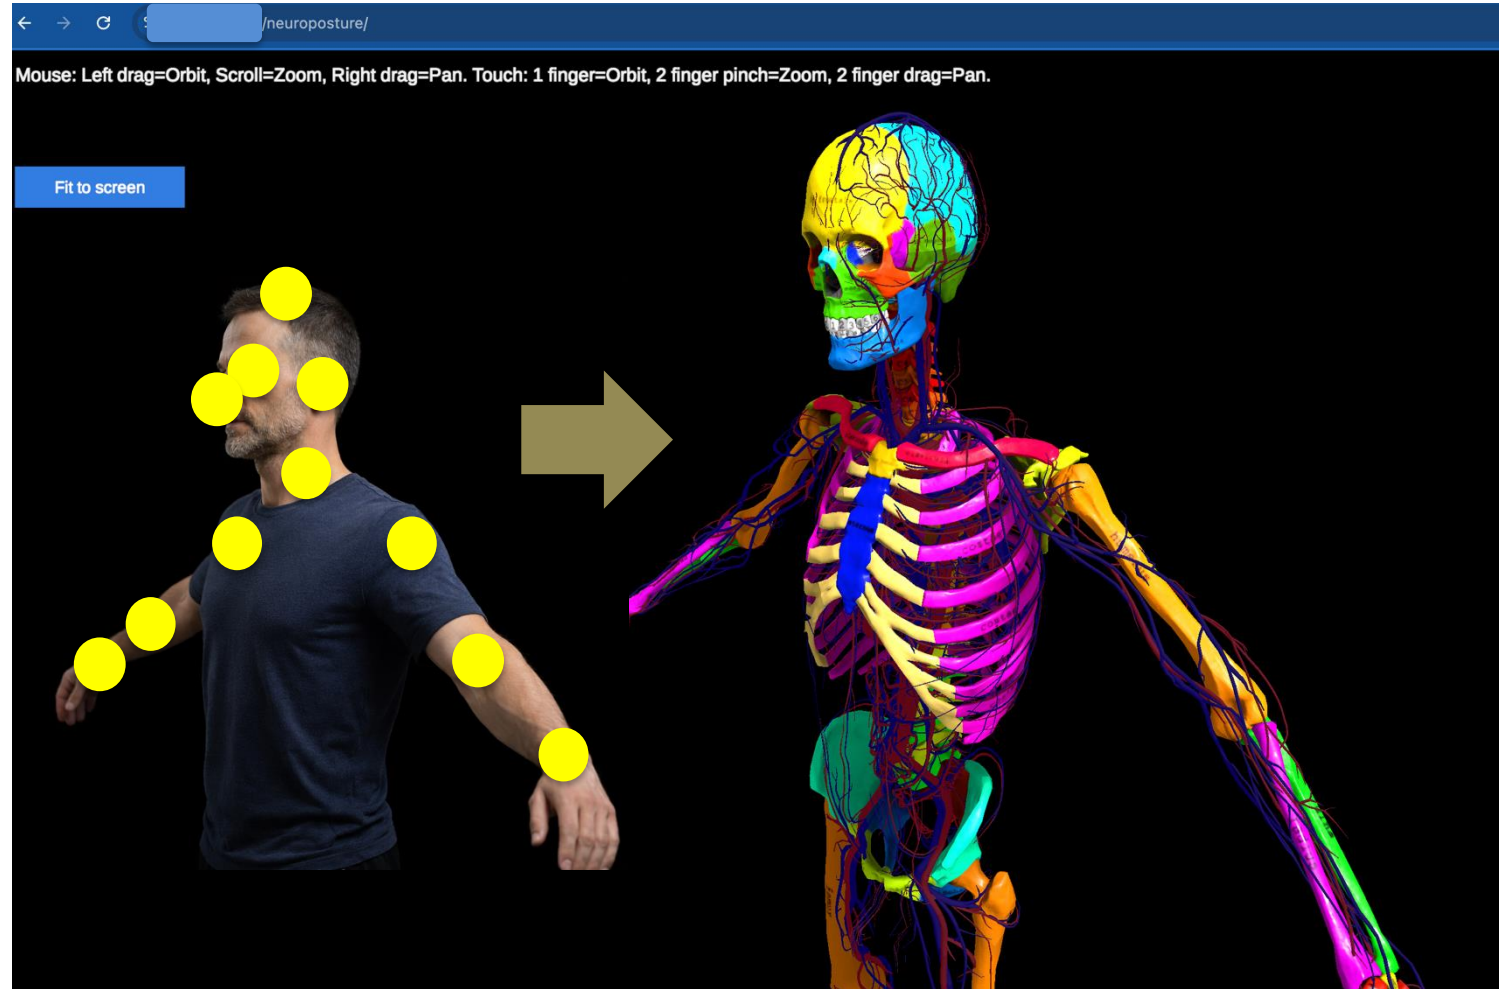 /neuroposture/
Mouse: Left drag=Orbit, Scroll=Zoom, Right drag=Pan. Touch: 1 finger=Orbit, 2 finger pinch=Zoom, 2 finger drag=Pan.
Fit to screen